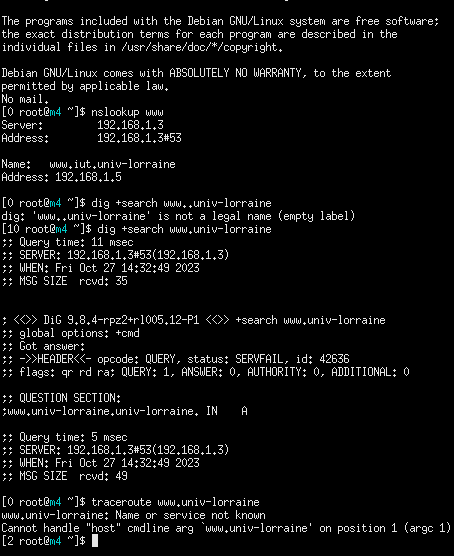 The programs included with the Debian GNU/Linux system are free software;
the exact distribution terms for each program are described in the
individual files in /usr/share/doc/*/copyright.

Debian GNU/Linux comes with ABSOLUTELY NO WARRANTY, to the extent
permitted by applicable law.
No mail.
[0 root@m4 ~]$ nslookup www
Server:         192.168.1.3
Address:        192.168.1.3#53

Name:   www.iut.univ-lorraine
Address: 192.168.1.5

[0 root@m4 ~]$ dig +search www..univ-lorraine
dig: 'www..univ-lorraine' is not a legal name (empty label)
[10 root@m4 ~]$ dig +search www.univ-lorraine
;; Query time: 11 msec
;; SERVER: 192.168.1.3#53(192.168.1.3)
;; WHEN: Fri Oct 27 14:32:49 2023
;; MSG SIZE  rcvd: 35


; <<>> DiG 9.8.4-rpz2+rl005.12-P1 <<>> +search www.univ-lorraine
;; global options: +cmd
;; Got answer:
;; ->>HEADER<<- opcode: QUERY, status: SERVFAIL, id: 42636
;; flags: qr rd ra; QUERY: 1, ANSWER: 0, AUTHORITY: 0, ADDITIONAL: 0

;; QUESTION SECTION:
;www.univ-lorraine.univ-lorraine. IN    A

;; Query time: 5 msec
;; SERVER: 192.168.1.3#53(192.168.1.3)
;; WHEN: Fri Oct 27 14:32:49 2023
;; MSG SIZE  rcvd: 49

[0 root@m4 ~]$ traceroute www.univ-lorraine
www.univ-lorraine: Name or service not known
Cannot handle "host" cmdline arg `www.univ-lorraine' on position 1 (argc 1)
[2 root@m4 ~]$